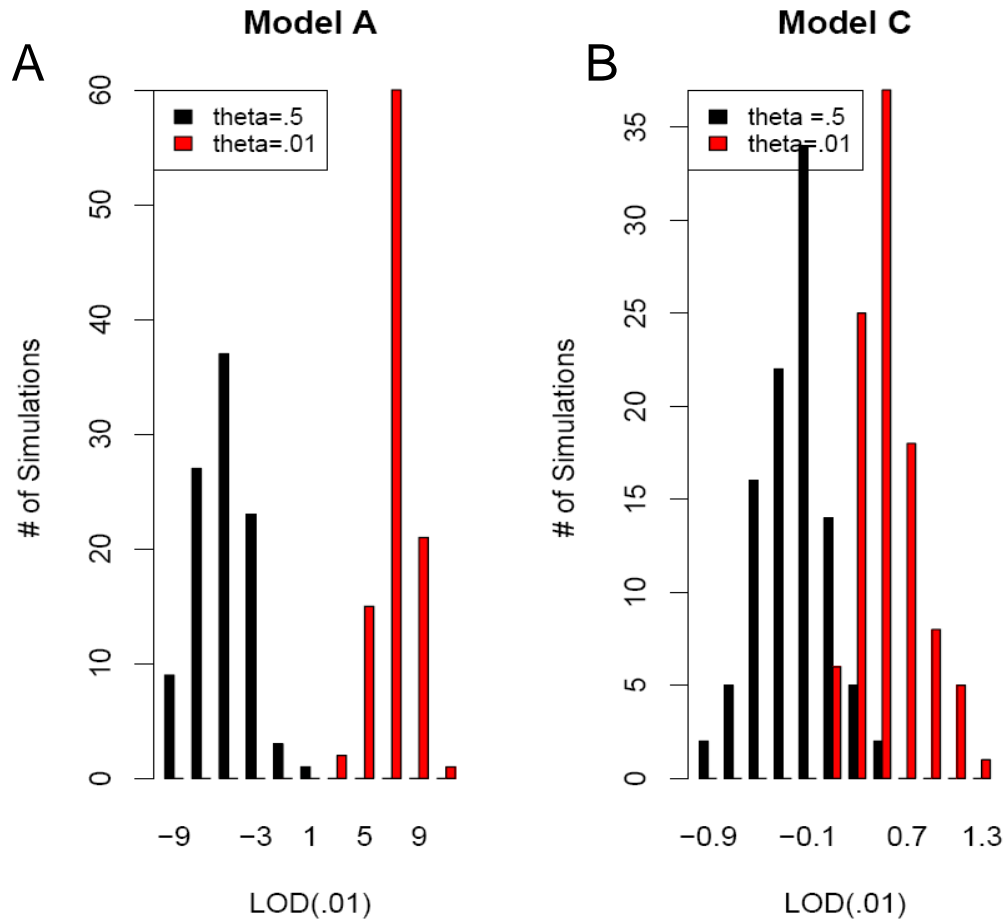 A
Model A
theta=.5
theta=.01
# of Simulations
0
10
20
30
40
50
60
−9 −3 1 5 9
LOD(.01)
B
Model C
theta =.5
theta=.01
# of Simulations
0
5
10
15
20
25
30
35
−0.9 −0.1 0.7 1.3
LOD(.01)